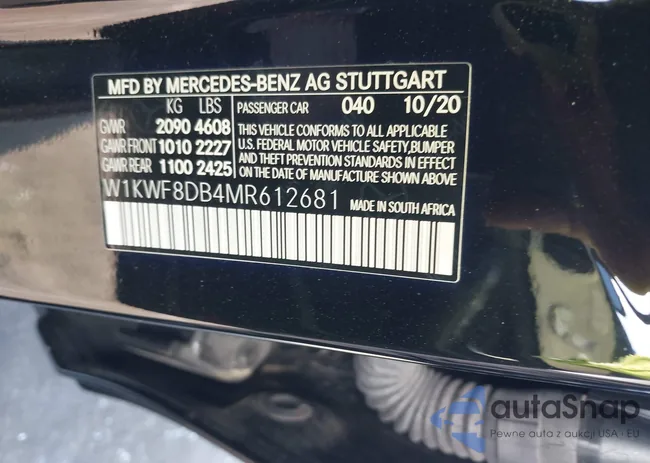 MFD BY MERCEDES-BENZ AG STUTTGART
KG LBS PASSENGER CAR 040 10/20
GVWR 2090 4608
GAWR FRONT 1010 2227
GAWR REAR 1100 2425
THIS VEHICLE CONFORMS TO ALL APPLICABLE
U.S. FEDERAL MOTOR VEHICLE SAFETY,BUMPER
AND THEFT PREVENTION STANDARDS IN EFFECT
ON THE DATE OF MANUFACTURE SHOWN ABOVE.
W1KWF8DB4MR612681 MADE IN SOUTH AFRICA
autaSnap
Pewne auta z aukcji USA · EU